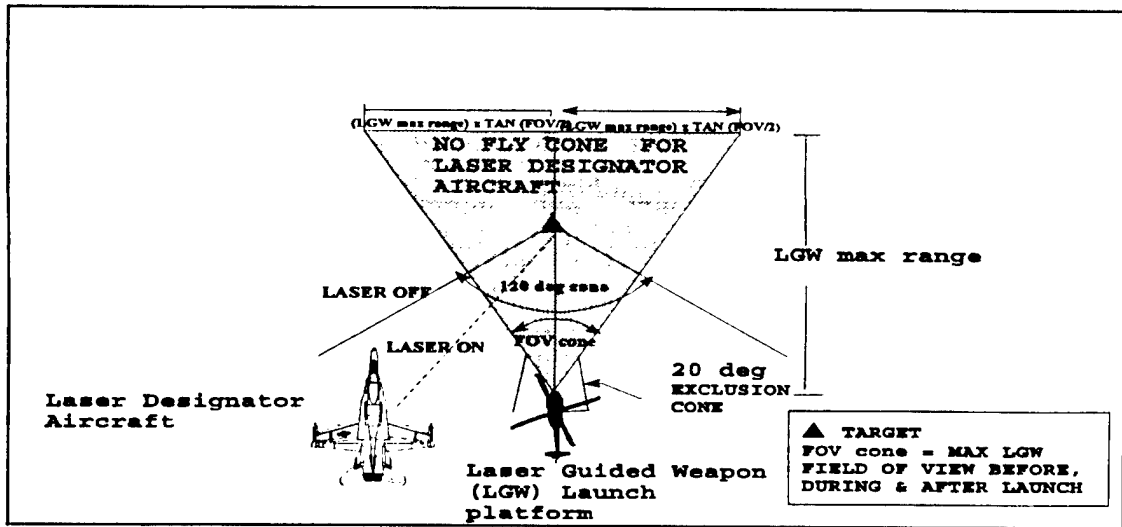 (LGW max range) x TAN (FOV/2) (LGW max range) x TAN (FOV/2)
NO FLY CONE FOR
LASER DESIGNATOR
AIRCRAFT
LGW max range
120 deg zone
LASER OFF
FOV cone
LASER ON
20 deg
EXCLUSION
CONE
Laser Designator
Aircraft
Laser Guided Weapon
(LGW) Launch
platform
TARGET
FOV cone = MAX LGW
FIELD OF VIEW BEFORE,
DURING & AFTER LAUNCH